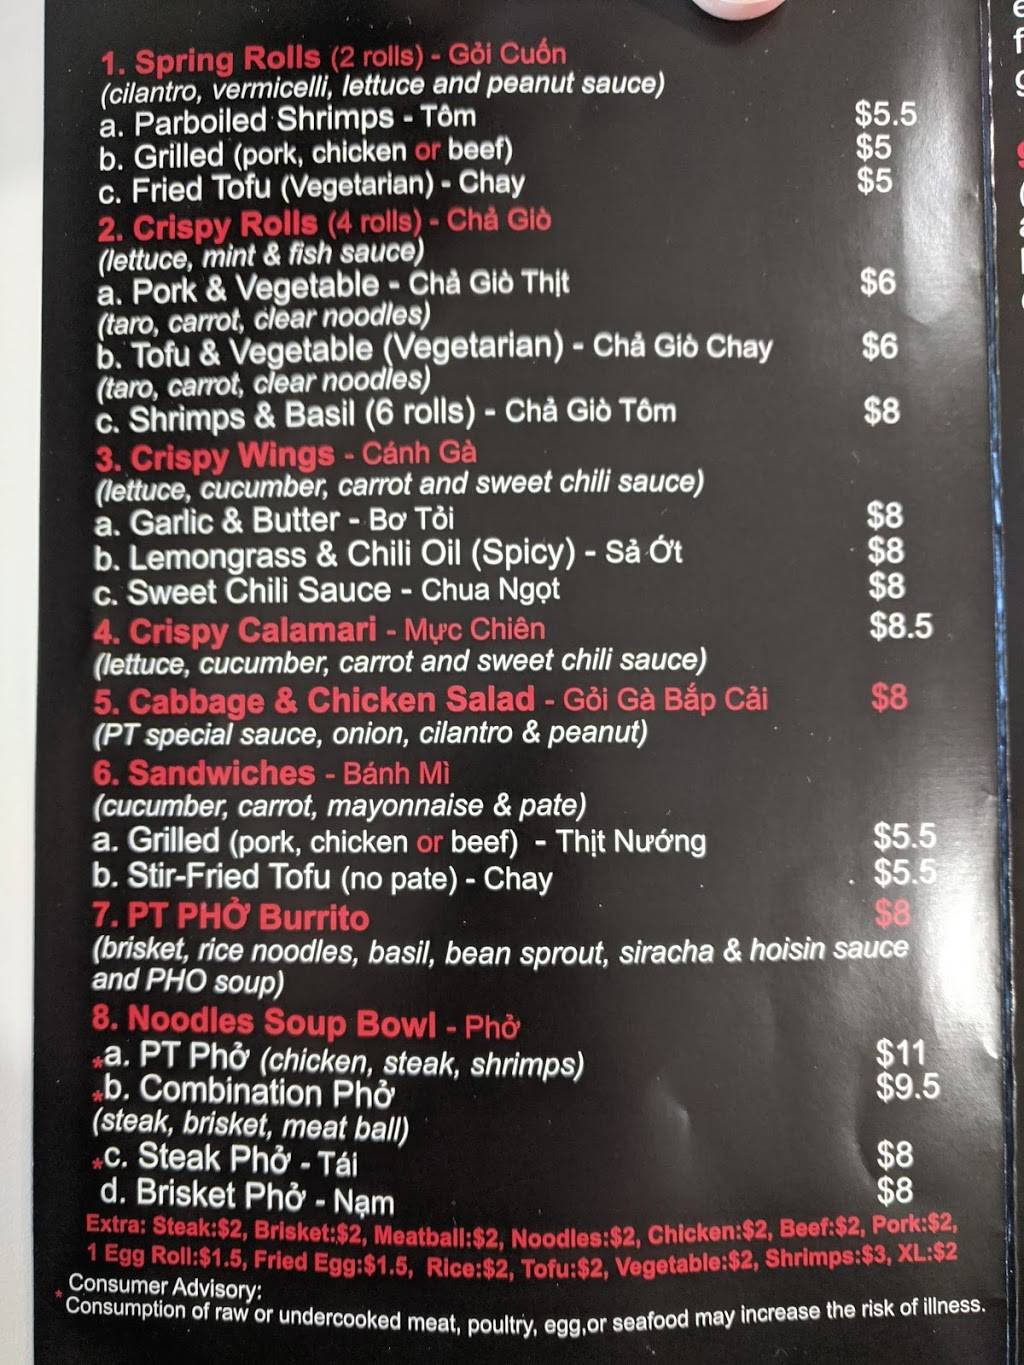 1. Spring Rolls (2 rolls) - Gỏi Cuốn
(cilantro, vermicelli, lettuce and peanut sauce)
a. Parboiled Shrimps - Tôm $5.5
b. Grilled (pork, chicken or beef) $5
c. Fried Tofu (Vegetarian) - Chay $5
2. Crispy Rolls (4 rolls) - Chả Giò
(lettuce, mint & fish sauce)
a. Pork & Vegetable - Chả Giò Thịt $6
(taro, carrot, clear noodles)
b. Tofu & Vegetable (Vegetarian) - Chả Giò Chay $6
(taro, carrot, clear noodles)
c. Shrimps & Basil (6 rolls) - Chả Giò Tôm $8
3. Crispy Wings - Cánh Gà
(lettuce, cucumber, carrot and sweet chili sauce)
a. Garlic & Butter - Bơ Tỏi $8
b. Lemongrass & Chili Oil (Spicy) - Sả Ớt $8
c. Sweet Chili Sauce - Chua Ngọt $8
4. Crispy Calamari - Mực Chiên $8.5
(lettuce, cucumber, carrot and sweet chili sauce)
5. Cabbage & Chicken Salad - Gỏi Gà Bắp Cải $8
(PT special sauce, onion, cilantro & peanut)
6. Sandwiches - Bánh Mì
(cucumber, carrot, mayonnaise & pate)
a. Grilled (pork, chicken or beef) - Thịt Nướng $5.5
b. Stir-Fried Tofu (no pate) - Chay $5.5
7. PT PHỞ Burrito $8
(brisket, rice noodles, basil, bean sprout, siracha & hoisin sauce
and PHO soup)
8. Noodles Soup Bowl - Phở
*a. PT Phở (chicken, steak, shrimps) $11
*b. Combination Phở $9.5
(steak, brisket, meat ball)
*c. Steak Phở - Tái $8
d. Brisket Phở - Nạm $8
Extra: Steak:$2, Brisket:$2, Meatball:$2, Noodles:$2, Chicken:$2, Beef:$2, Pork:$2,
1 Egg Roll:$1.5, Fried Egg:$1.5, Rice:$2, Tofu:$2, Vegetable:$2, Shrimps:$3, XL:$2
Consumer Advisory:
*Consumption of raw or undercooked meat, poultry, egg,or seafood may increase the risk of illness.